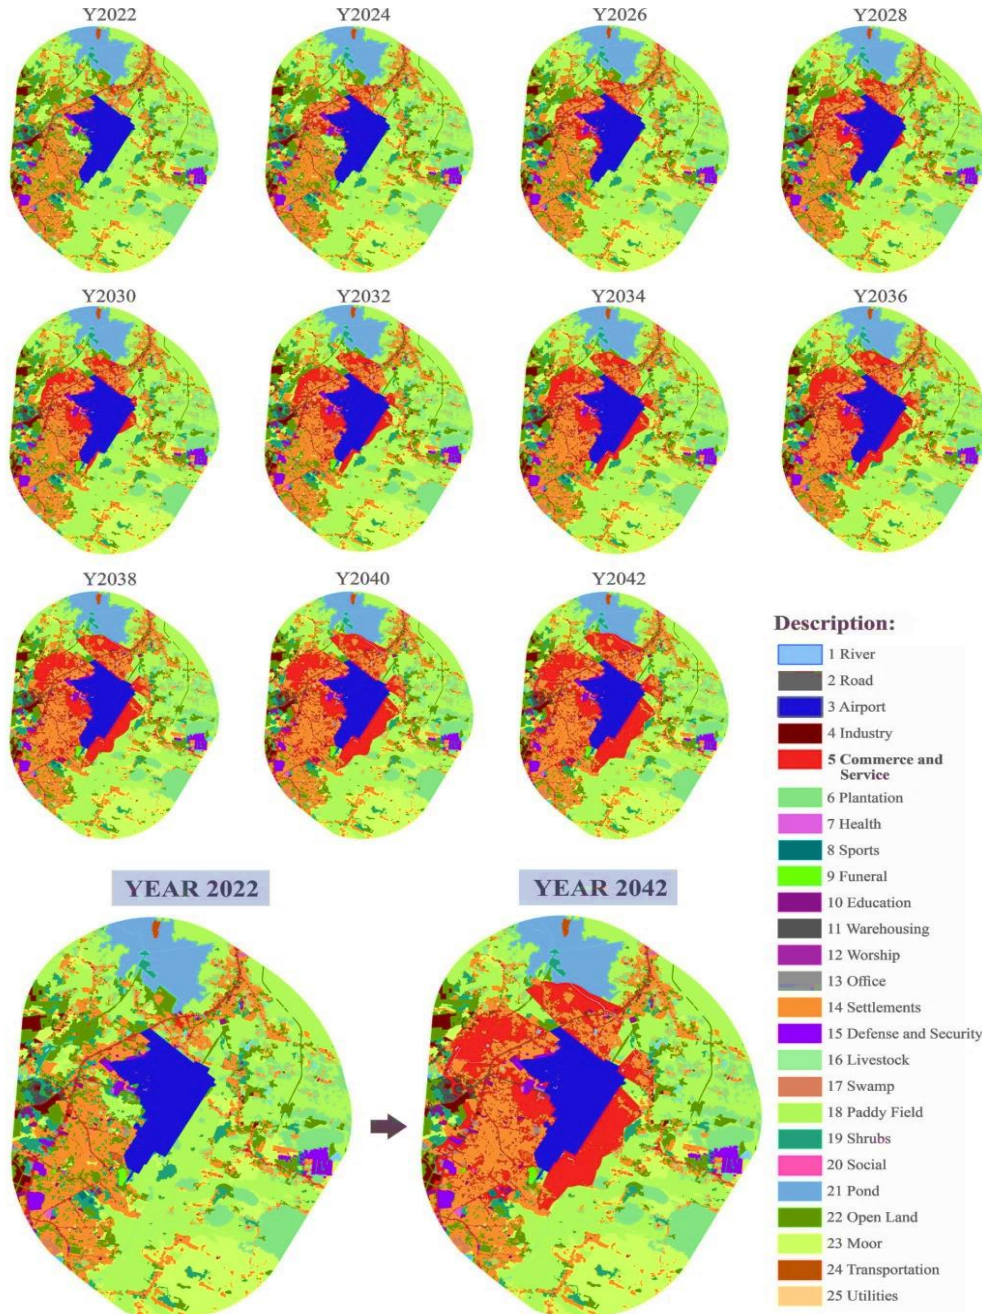 Y2022 Y2024 Y2026 Y2028
Y2030 Y2032 Y2034 Y2036
Y2038 Y2040 Y2042
YEAR 2022 YEAR 2042
Description:
1 River
2 Road
3 Airport
4 Industry
5 Commerce and
Service
6 Plantation
7 Health
8 Sports
9 Funeral
10 Education
11 Warehousing
12 Worship
13 Office
14 Settlements
15 Defense and Security
16 Livestock
17 Swamp
18 Paddy Field
19 Shrubs
20 Social
21 Pond
22 Open Land
23 Moor
24 Transportation
25 Utilities